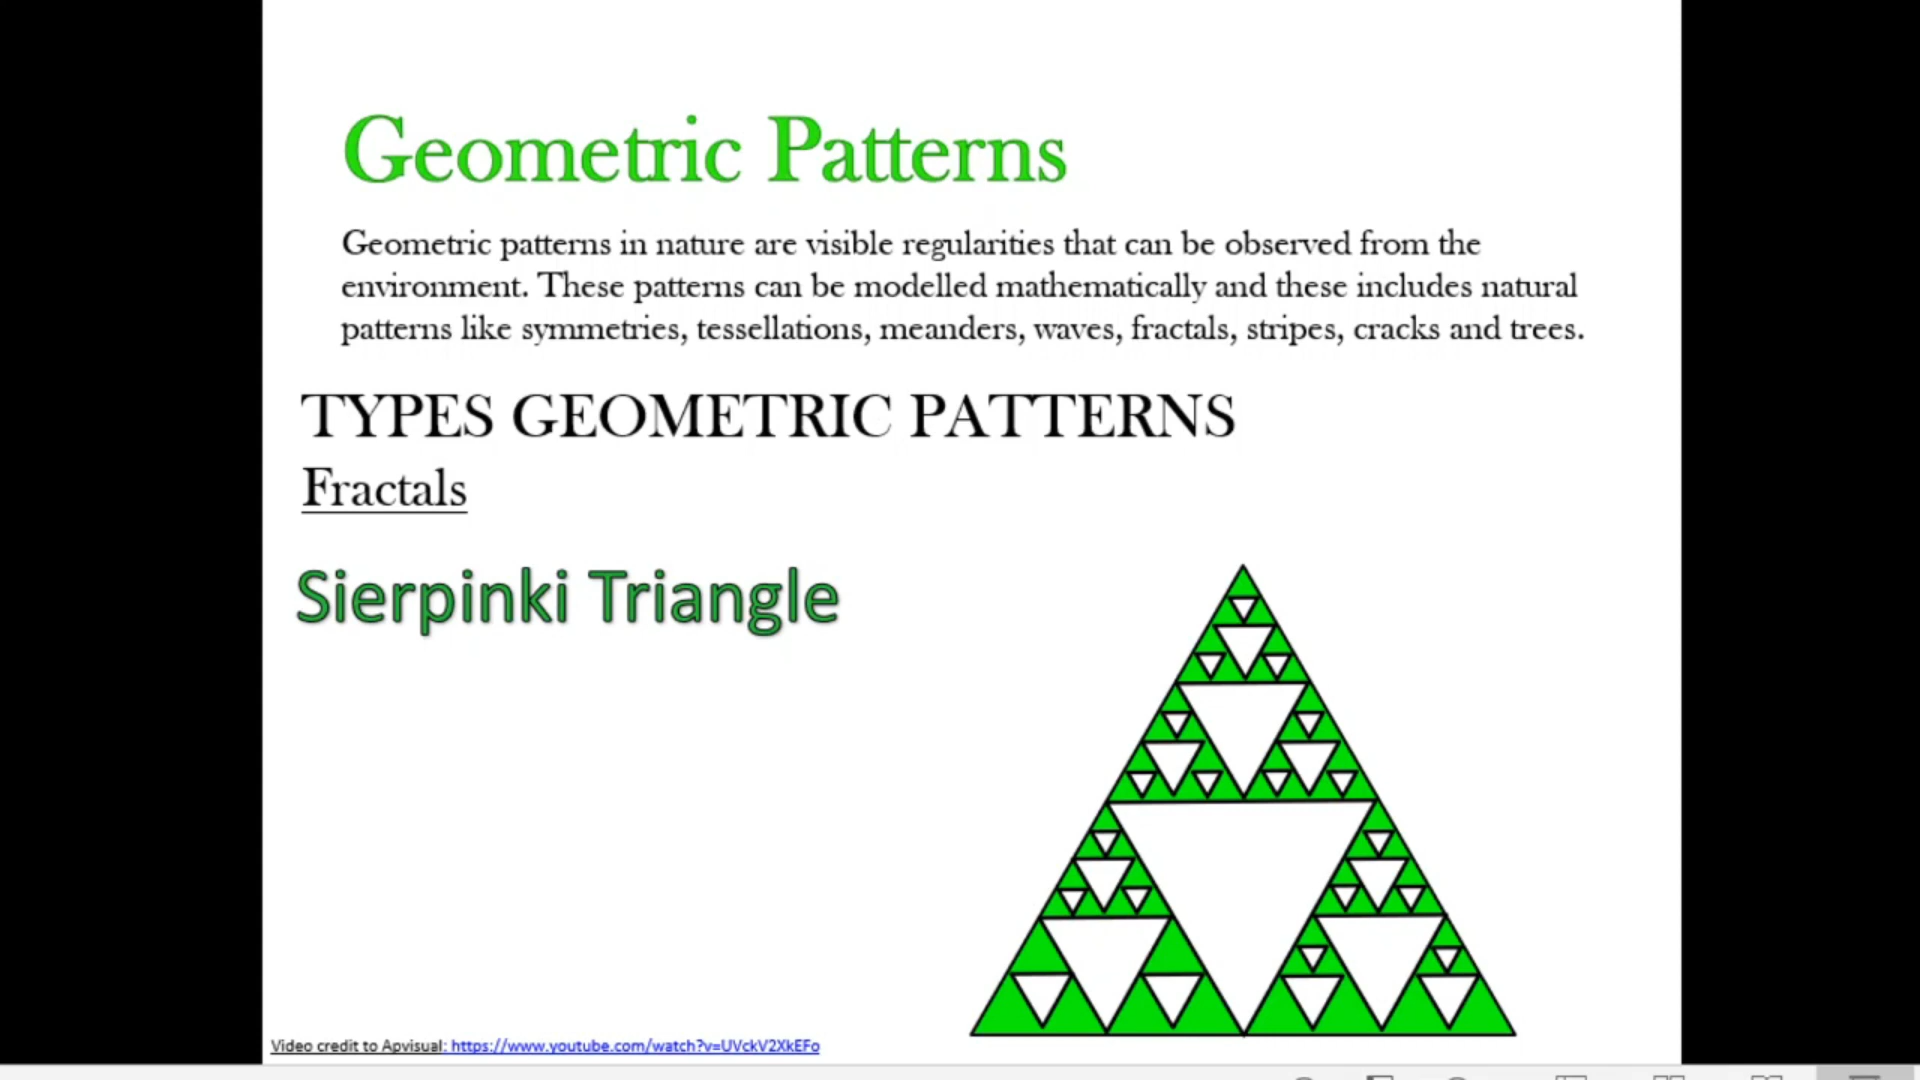 Geometric Patterns
Geometric patterns in nature are visible regularities that can be observed from the
environment. These patterns can be modelled mathematically and these includes natural
patterns like symmetries, tessellations, meanders, waves, fractals, stripes, cracks and trees.
TYPES GEOMETRIC PATTERNS
Fractals
Sierpinki Triangle
Video credit to Apvisual: https://www.youtube.com/watch?v=UVckV2XkEFo